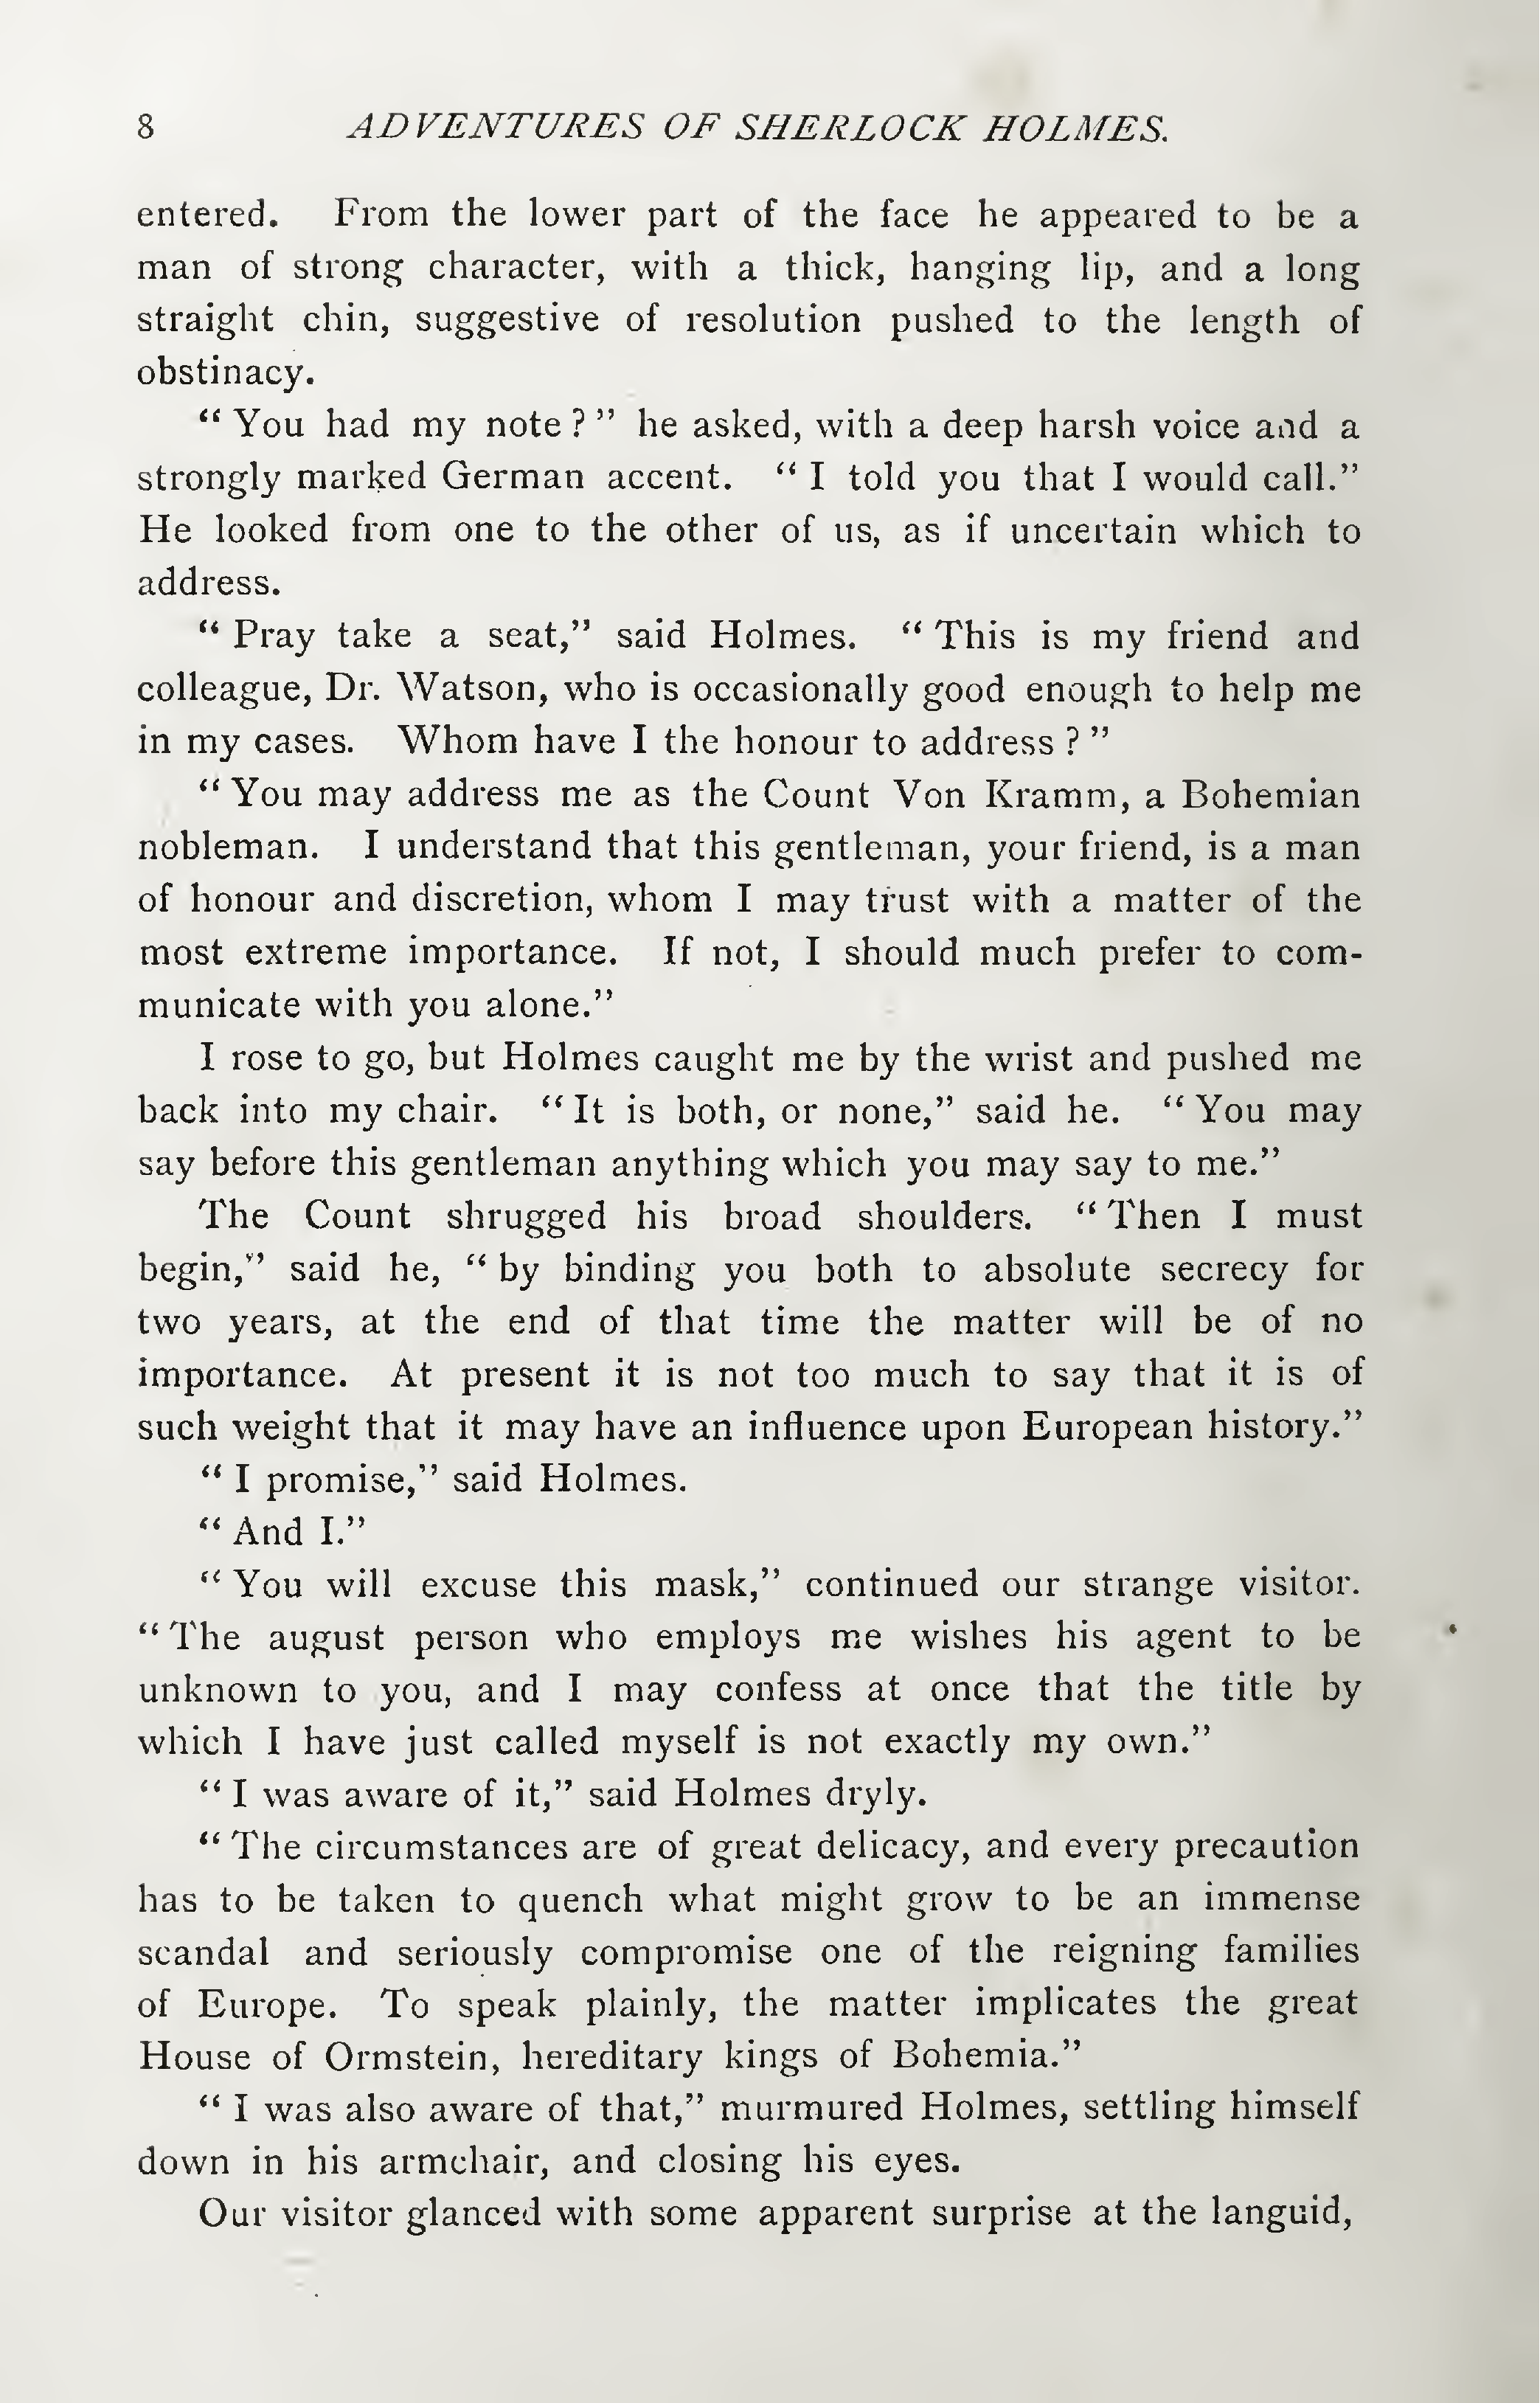 8 ADVENTURES OF SHERLOCK HOLMES.
entered. From the lower part of the face he appeared to be a
man of strong character, with a thick, hanging lip, and a long
straight chin, suggestive of resolution pushed to the length of
obstinacy.
“You had my note?” he asked, with a deep harsh voice and a
strongly marked German accent. “I told you that I would call.”
He looked from one to the other of us, as if uncertain which to
address.
“Pray take a seat,” said Holmes. “This is my friend and
colleague, Dr. Watson, who is occasionally good enough to help me
in my cases. Whom have I the honour to address?”
“You may address me as the Count Von Kramm, a Bohemian
nobleman. I understand that this gentleman, your friend, is a man
of honour and discretion, whom I may trust with a matter of the
most extreme importance. If not, I should much prefer to com-
municate with you alone.”
I rose to go, but Holmes caught me by the wrist and pushed me
back into my chair. “It is both, or none,” said he. “You may
say before this gentleman anything which you may say to me.”
The Count shrugged his broad shoulders. “Then I must
begin,” said he, “by binding you both to absolute secrecy for
two years, at the end of that time the matter will be of no
importance. At present it is not too much to say that it is of
such weight that it may have an influence upon European history.”
“I promise,” said Holmes.
“And I.”
“You will excuse this mask,” continued our strange visitor.
“The august person who employs me wishes his agent to be
unknown to you, and I may confess at once that the title by
which I have just called myself is not exactly my own.”
“I was aware of it,” said Holmes dryly.
“The circumstances are of great delicacy, and every precaution
has to be taken to quench what might grow to be an immense
scandal and seriously compromise one of the reigning families
of Europe. To speak plainly, the matter implicates the great
House of Ormstein, hereditary kings of Bohemia.”
“I was also aware of that,” murmured Holmes, settling himself
down in his armchair, and closing his eyes.
Our visitor glanced with some apparent surprise at the languid,